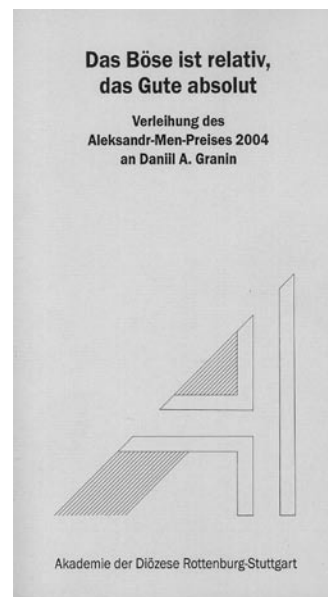 Das Böse ist relativ,
das Gute absolut
Verleihung des
Aleksandr-Men-Preises 2004
an Daniil A. Granin
Akademie der Diözese Rottenburg-Stuttgart